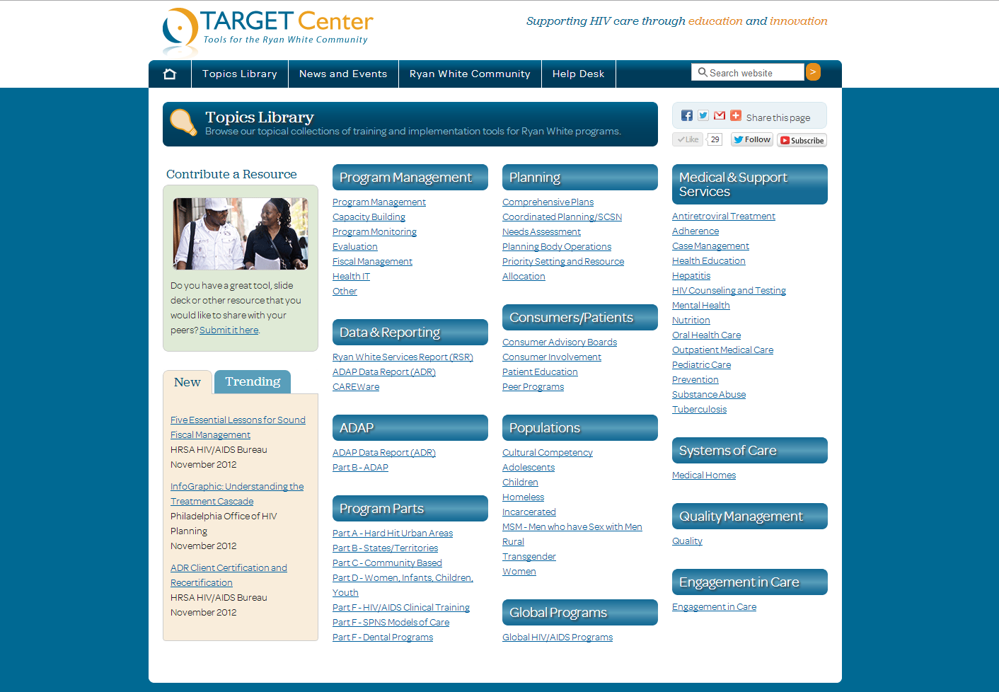 TARGET Center
Tools for the Ryan White Community
Supporting HIV care through education and innovation
Topics Library
News and Events
Ryan White Community
Help Desk
Search website
>
Topics Library
Browse our topical collections of training and implementation tools for Ryan White programs.
Share this page
Like
29
Follow
Subscribe
Contribute a Resource
Do you have a great tool, slide
deck or other resource that you
would like to share with your
peers? Submit it here.
New
Trending
Five Essential Lessons for Sound
Fiscal Management
HRSA HIV/AIDS Bureau
November 2012
InfoGraphic: Understanding the
Treatment Cascade
Philadelphia Office of HIV
Planning
November 2012
ADR Client Certification and
Recertification
HRSA HIV/AIDS Bureau
November 2012
Program Management
Program Management
Capacity Building
Program Monitoring
Evaluation
Fiscal Management
Health IT
Other
Data & Reporting
Ryan White Services Report (RSR)
ADAP Data Report (ADR)
CAREWare
ADAP
ADAP Data Report (ADR)
Part B - ADAP
Program Parts
Part A - Hard Hit Urban Areas
Part B - States/Territories
Part C - Community Based
Part D - Women, Infants, Children,
Youth
Part F - HIV/AIDS Clinical Training
Part F - SPNS Models of Care
Part F - Dental Programs
Planning
Comprehensive Plans
Coordinated Planning/SCSN
Needs Assessment
Planning Body Operations
Priority Setting and Resource
Allocation
Consumers/Patients
Consumer Advisory Boards
Consumer Involvement
Patient Education
Peer Programs
Populations
Cultural Competency
Adolescents
Children
Homeless
Incarcerated
MSM - Men who have Sex with Men
Rural
Transgender
Women
Global Programs
Global HIV/AIDS Programs
Medical & Support
Services
Antiretroviral Treatment
Adherence
Case Management
Health Education
Hepatitis
HIV Counseling and Testing
Mental Health
Nutrition
Oral Health Care
Outpatient Medical Care
Pediatric Care
Prevention
Substance Abuse
Tuberculosis
Systems of Care
Medical Homes
Quality Management
Quality
Engagement in Care
Engagement in Care